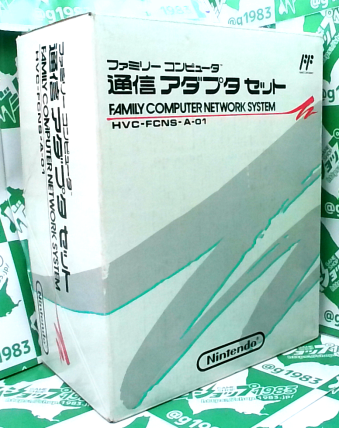 ファミリー コンピュータ
通信 アダプタ セット
FAMILY COMPUTER NETWORK SYSTEM
HVC-FCNS-A-01
Nintendo
ファミリー コンピュータ
通信 アダプタ セット
FAMILY COMPUTER NETWORK SYSTEM
HVC-FCNS-A-01
Nintendo
@g1983
@g1983
@g1983